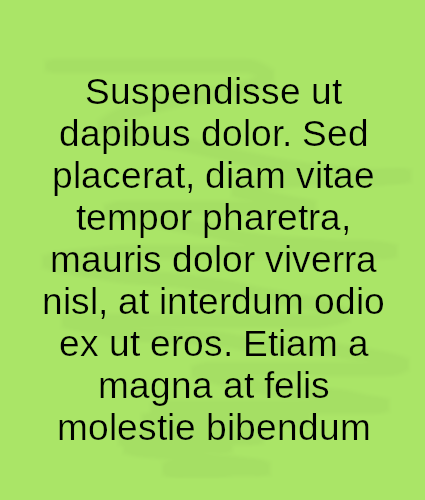 Suspendisse ut
dapibus dolor. Sed
placerat, diam vitae
tempor pharetra,
mauris dolor viverra
nisl, at interdum odio
ex ut eros. Etiam a
magna at felis
molestie bibendum